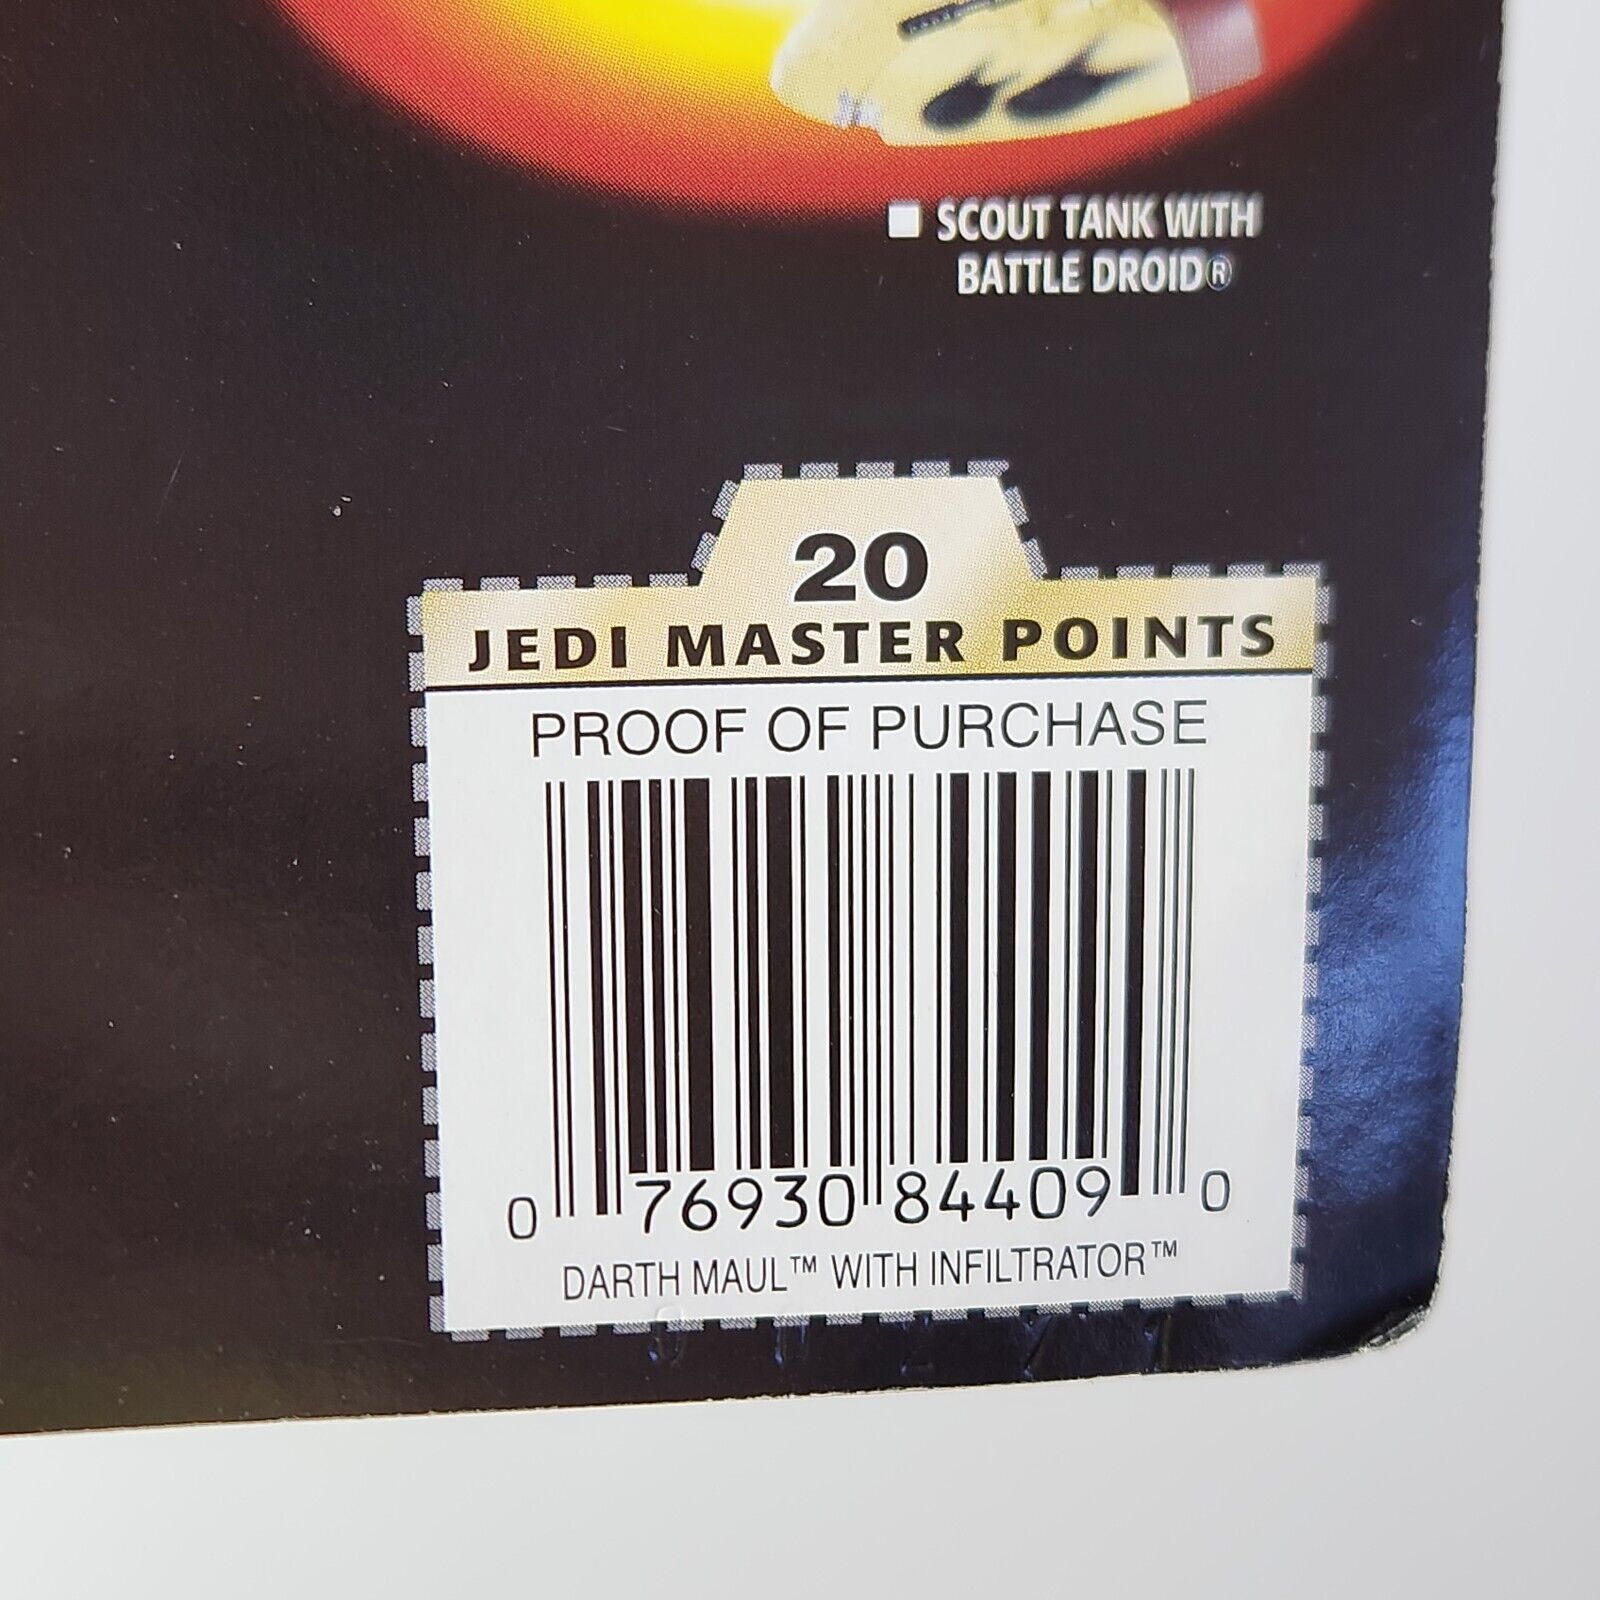 SCOUT TANK WITH
BATTLE DROID®
20
JEDI MASTER POINTS
PROOF OF PURCHASE
0 76930 84409 0
DARTH MAUL™ WITH INFILTRATOR™